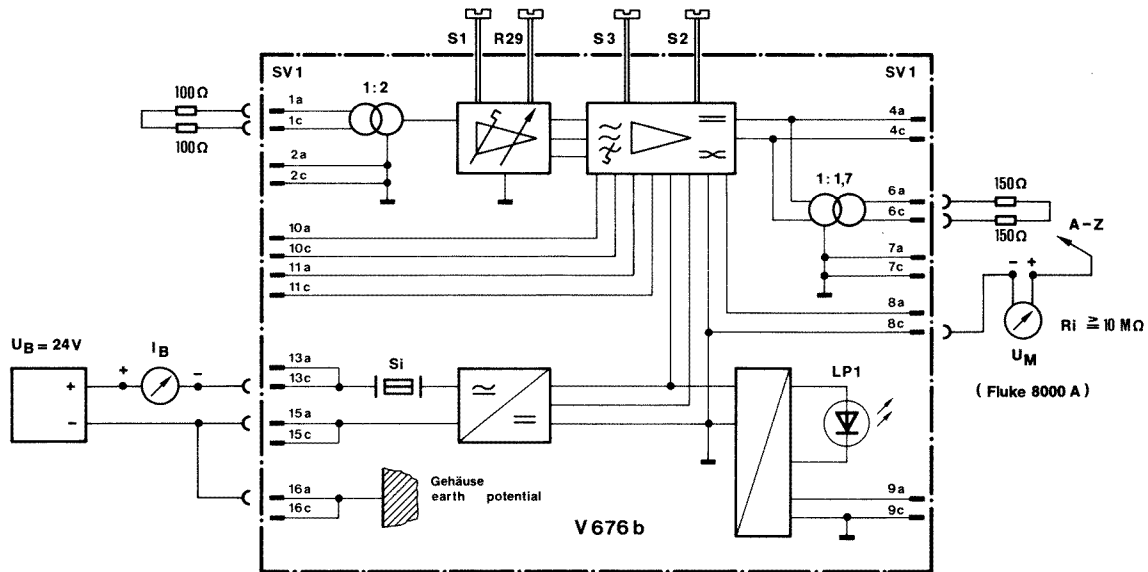 S1 R29 S3 S2
SV1 SV1
100Ω 1a 1:2 4a
1c 4c
100Ω
2a
2c
1:1,7 6a 150Ω
6c
150Ω A-Z
10a
10c 7a
11a 7c
11c 8a
8c
- +
Ri ≧ 10 MΩ
UM
(Fluke 8000 A)
UB = 24V IB
13a Si LP1
+ -
13c
+
- 15a
15c
16a Gehäuse
earth potential 9a
16c 9c
V676b